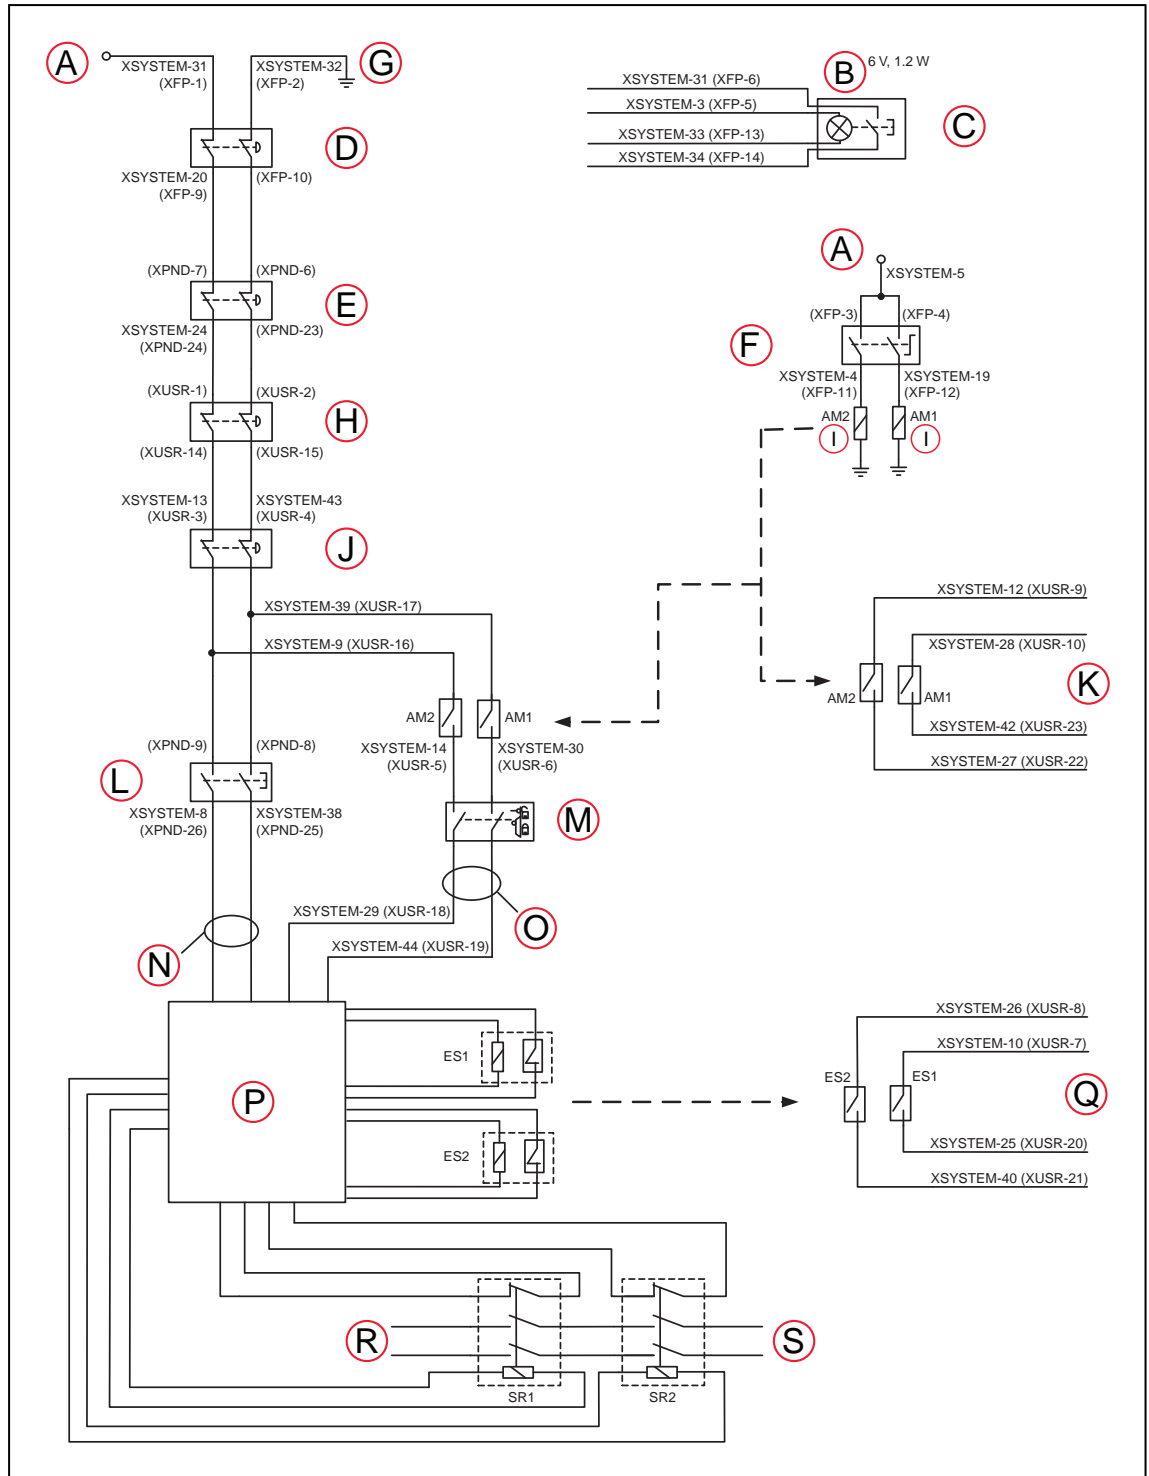 A
XSYSTEM-31
(XFP-1)
XSYSTEM-32
(XFP-2)
G
B
6 V, 1.2 W
XSYSTEM-31 (XFP-6)
XSYSTEM-3 (XFP-5)
XSYSTEM-33 (XFP-13)
XSYSTEM-34 (XFP-14)
C
D
XSYSTEM-20
(XFP-9)
(XFP-10)
(XPND-7)
(XPND-6)
E
XSYSTEM-24
(XPND-24)
(XPND-23)
A
XSYSTEM-5
(XFP-3)
(XFP-4)
F
XSYSTEM-4
(XFP-11)
XSYSTEM-19
(XFP-12)
AM2
I
AM1
I
(XUSR-1)
(XUSR-2)
H
(XUSR-14)
(XUSR-15)
XSYSTEM-13
(XUSR-3)
XSYSTEM-43
(XUSR-4)
J
XSYSTEM-39 (XUSR-17)
XSYSTEM-9 (XUSR-16)
XSYSTEM-12 (XUSR-9)
XSYSTEM-28 (XUSR-10)
K
AM2
AM1
XSYSTEM-42 (XUSR-23)
XSYSTEM-27 (XUSR-22)
AM2
AM1
XSYSTEM-14
(XUSR-5)
XSYSTEM-30
(XUSR-6)
(XPND-9)
(XPND-8)
L
XSYSTEM-8
(XPND-26)
XSYSTEM-38
(XPND-25)
M
XSYSTEM-29 (XUSR-18)
O
XSYSTEM-44 (XUSR-19)
N
P
ES1
ES2
XSYSTEM-26 (XUSR-8)
XSYSTEM-10 (XUSR-7)
ES2
ES1
Q
XSYSTEM-25 (XUSR-20)
XSYSTEM-40 (XUSR-21)
R
S
SR1
SR2